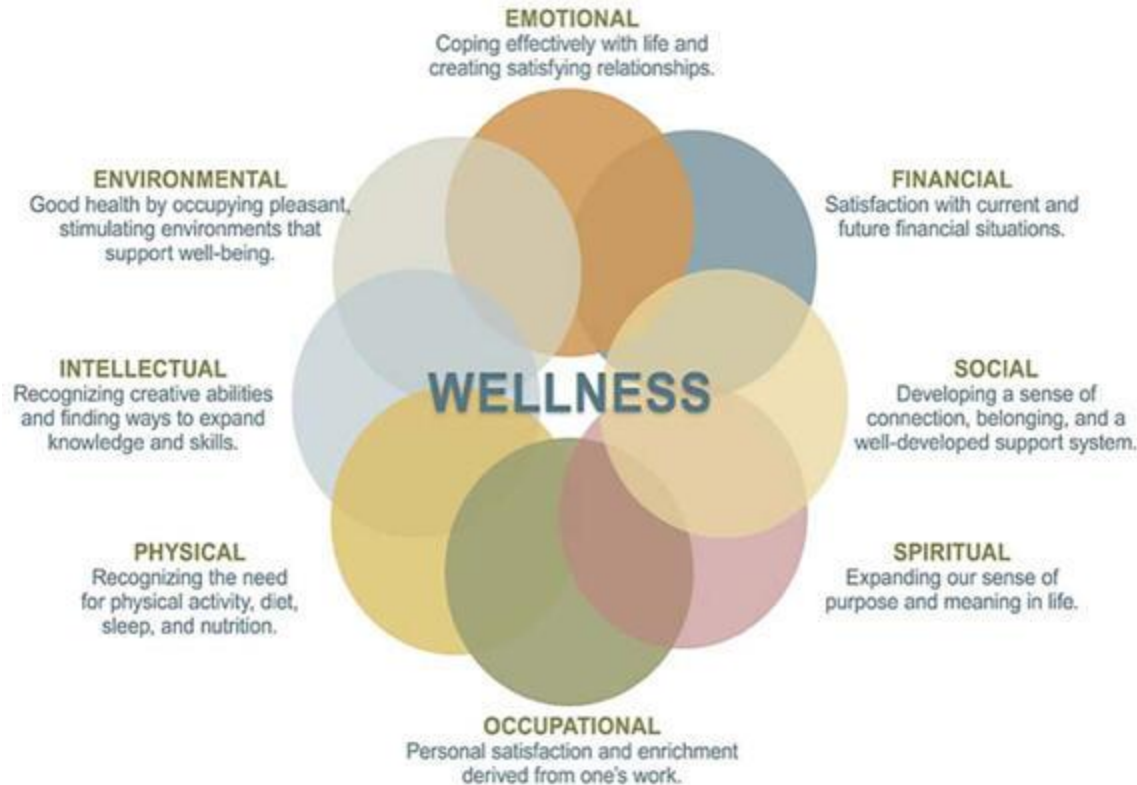 EMOTIONAL
Coping effectively with life and
creating satisfying relationships.
ENVIRONMENTAL
Good health by occupying pleasant,
stimulating environments that
support well-being.
FINANCIAL
Satisfaction with current and
future financial situations.
INTELLECTUAL
Recognizing creative abilities
and finding ways to expand
knowledge and skills.
WELLNESS
SOCIAL
Developing a sense of
connection, belonging, and a
well-developed support system.
PHYSICAL
Recognizing the need
for physical activity, diet,
sleep, and nutrition.
SPIRITUAL
Expanding our sense of
purpose and meaning in life.
OCCUPATIONAL
Personal satisfaction and enrichment
derived from one's work.